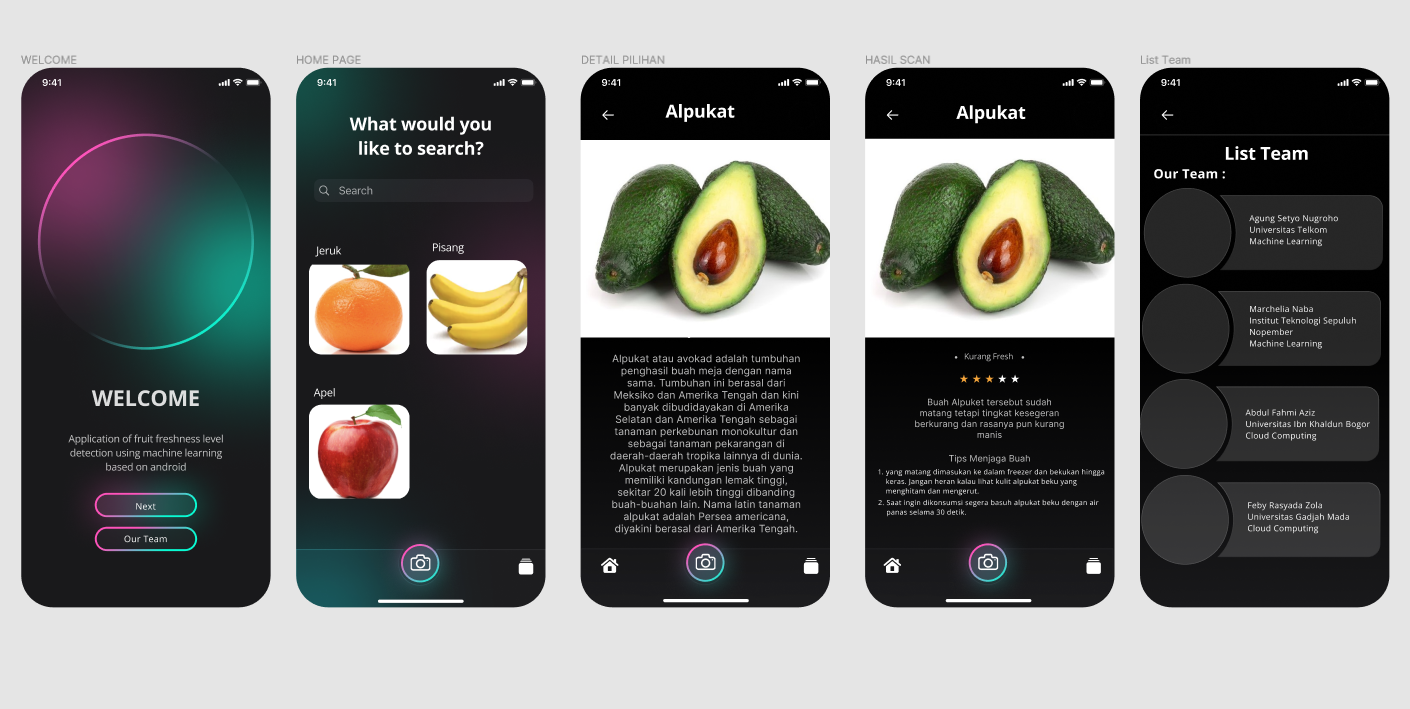 WELCOME
9:41
WELCOME
Application of fruit freshness level
detection using machine learning
based on android
Next
Our Team
HOME PAGE
9:41
What would you
like to search?
Search
Jeruk
Pisang
Apel
DETAIL PILIHAN
9:41
Alpukat
Alpukat atau avokad adalah tumbuhan
penghasil buah meja dengan nama
sama. Tumbuhan ini berasal dari
Meksiko dan Amerika Tengah dan kini
banyak dibudidayakan di Amerika
Selatan dan Amerika Tengah sebagai
tanaman perkebunan monokultur dan
sebagai tanaman pekarangan di
daerah-daerah tropika lainnya di dunia.
Alpukat merupakan jenis buah yang
memiliki kandungan lemak tinggi,
sekitar 20 kali lebih tinggi dibanding
buah-buahan lain. Nama latin tanaman
alpukat adalah Persea americana,
diyakini berasal dari Amerika Tengah.
HASIL SCAN
9:41
Alpukat
• Kurang Fresh •
Buah Alpuket tersebut sudah
matang tetapi tingkat kesegeran
berkurang dan rasanya pun kurang
manis
Tips Menjaga Buah
1. yang matang dimasukan ke dalam freezer dan bekukan hingga
keras. Jangan heran kalau lihat kulit alpukat beku yang
menghitam dan mengerut.
2. Saat ingin dikonsumsi segera basuh alpukat beku dengan air
panas selama 30 detik.
List Team
9:41
List Team
Our Team :
Agung Setyo Nugroho
Universitas Telkom
Machine Learning
Marchelia Naba
Institut Teknologi Sepuluh
Nopember
Machine Learning
Abdul Fahmi Aziz
Universitas Ibn Khaldun Bogor
Cloud Computing
Feby Rasyada Zola
Universitas Gadjah Mada
Cloud Computing